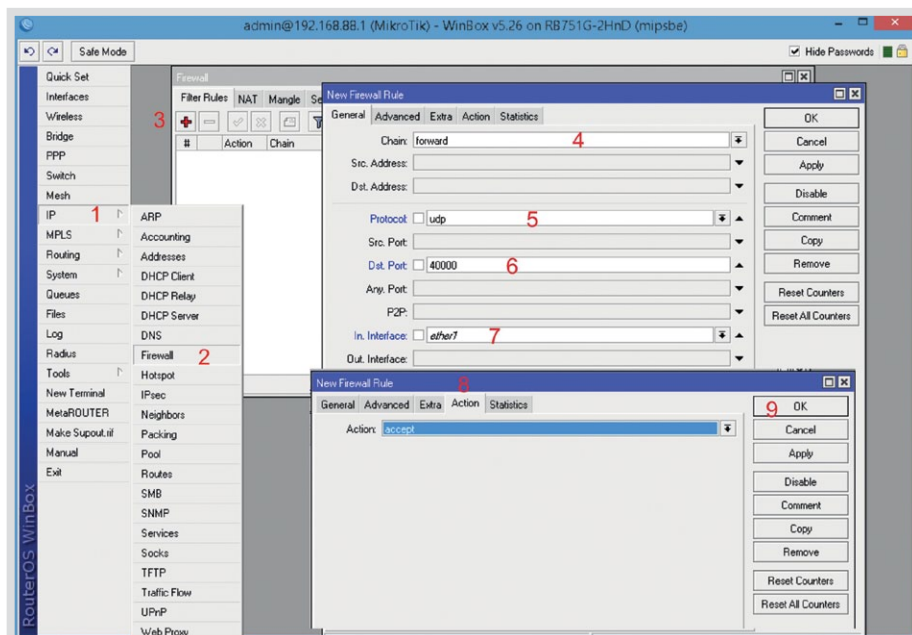 admin@192.168.88.1 (MikroTik) - WinBox v5.26 on RB751G-2HnD (mipsbe)
Safe Mode
Hide Passwords
RouterOS WinBox
Quick Set
Interfaces
Wireless
Bridge
PPP
Switch
Mesh
IP 1
MPLS
Routing
System
Queues
Files
Log
Radius
Tools
New Terminal
MetaROUTER
Make Supout.rif
Manual
Exit
ARP
Accounting
Addresses
DHCP Client
DHCP Relay
DHCP Server
DNS
Firewall 2
Hotspot
IPsec
Neighbors
Packing
Pool
Routes
SMB
SNMP
Services
Socks
TFTP
Traffic Flow
UPnP
Web Proxy
Firewall
Filter Rules NAT Mangle Se
3
# Action Chain
New Firewall Rule
General Advanced Extra Action Statistics
Chain: forward 4
Src. Address:
Dst. Address:
Protocol: udp 5
Src. Port:
Dst. Port: 40000 6
Any. Port:
P2P:
In. Interface: ether1 7
Out. Interface:
OK
Cancel
Apply
Disable
Comment
Copy
Remove
Reset Counters
Reset All Counters
New Firewall Rule
8
General Advanced Extra Action Statistics
Action: accept
9 OK
Cancel
Apply
Disable
Comment
Copy
Remove
Reset Counters
Reset All Counters